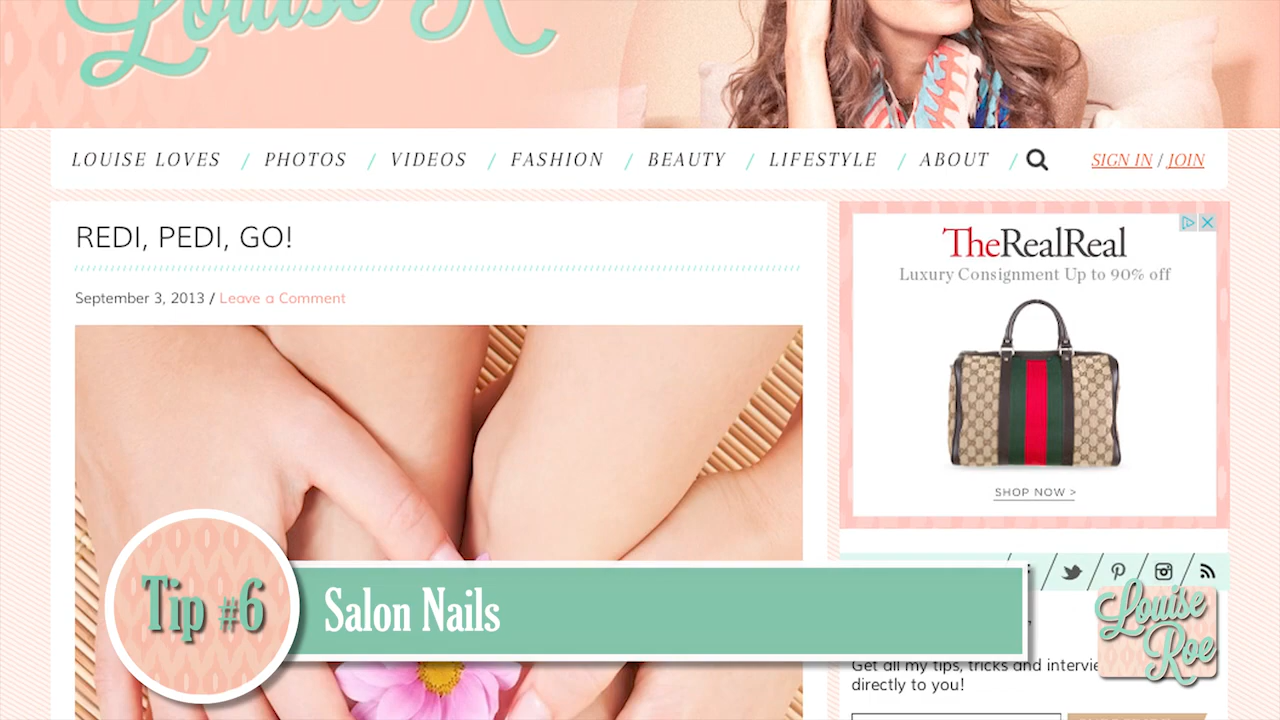 Louise R
LOUISE LOVES / PHOTOS / VIDEOS / FASHION / BEAUTY / LIFESTYLE / ABOUT /
SIGN IN / JOIN
REDI, PEDI, GO!
September 3, 2013 / Leave a Comment
TheRealReal
Luxury Consignment Up to 90% off
SHOP NOW >
Tip #6
Salon Nails
Louise
Roe
Get all my tips, tricks and intervie
directly to you!